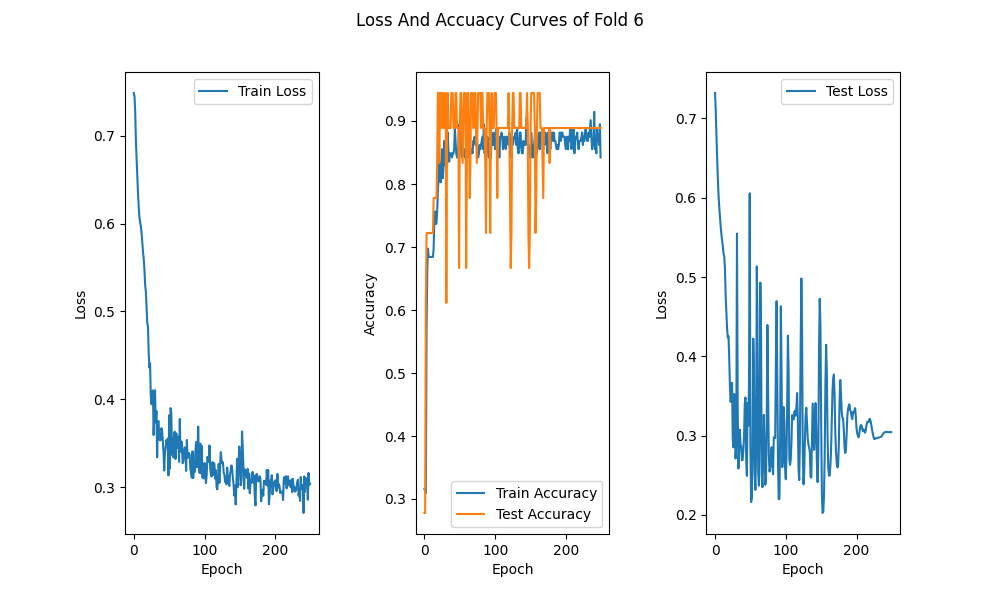 Loss And Accuacy Curves of Fold 6
Train Loss
0.7
0.6
0.5
0.4
0.3
Loss
0 100 200
Epoch
0.9
0.8
0.7
0.6
0.5
0.4
0.3
Accuracy
Train Accuracy
Test Accuracy
0 100 200
Epoch
Test Loss
0.7
0.6
0.5
0.4
0.3
0.2
Loss
0 100 200
Epoch